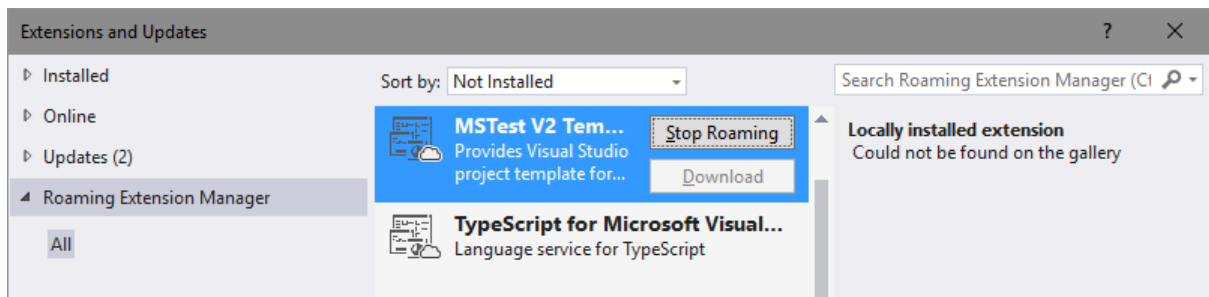 Extensions and Updates
?
Installed
Online
Updates (2)
Roaming Extension Manager
All
Sort by: Not Installed
MSTest V2 Tem...
Provides Visual Studio
project template for...
Stop Roaming
Download
TypeScript for Microsoft Visual...
Language service for TypeScript
Search Roaming Extension Manager (Ct
Locally installed extension
Could not be found on the gallery